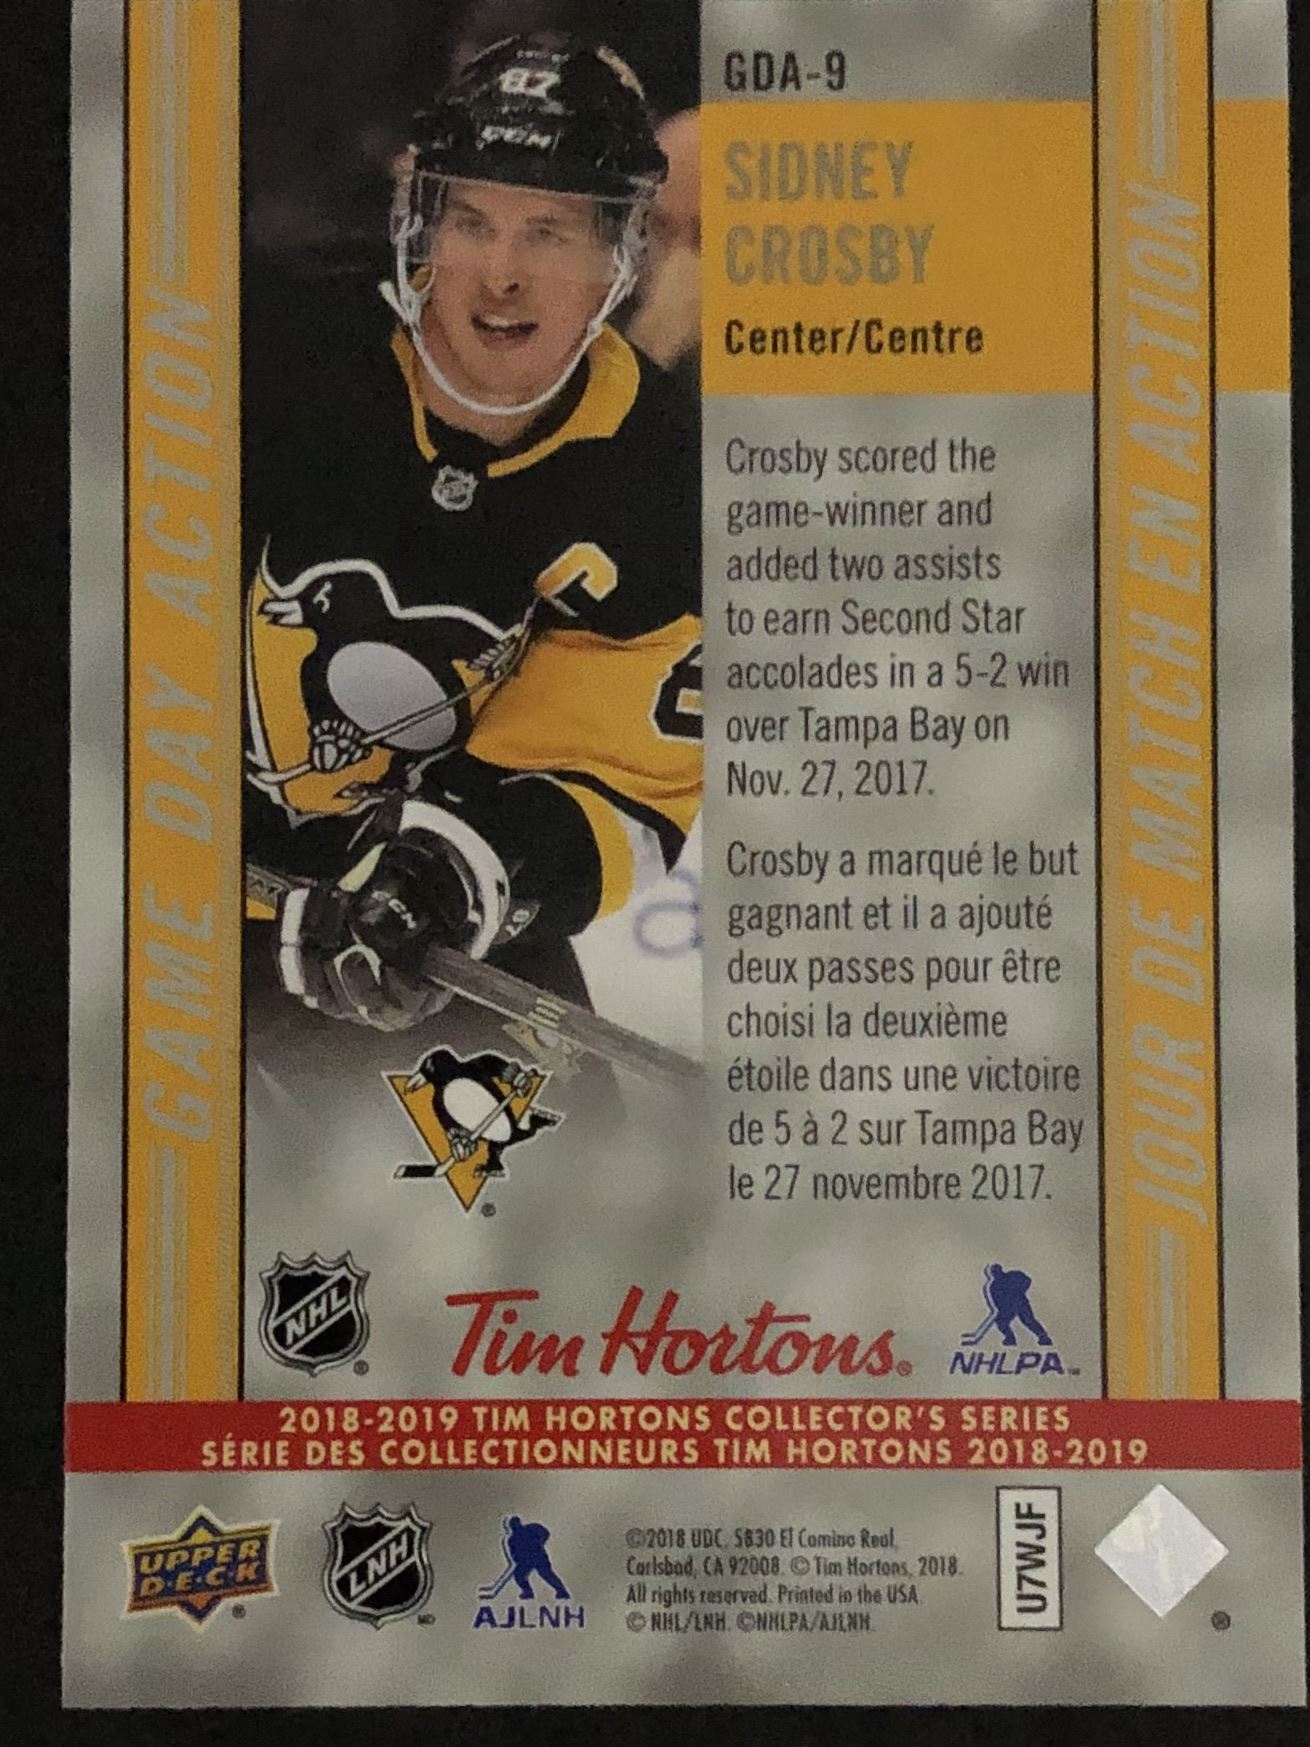 87
CCM
GDA-9
SIDNEY
CROSBY
Center/Centre
Crosby scored the
game-winner and
added two assists
to earn Second Star
accolades in a 5-2 win
over Tampa Bay on
Nov. 27, 2017.
Crosby a marqué le but
gagnant et il a ajouté
deux passes pour être
choisi la deuxième
étoile dans une victoire
de 5 à 2 sur Tampa Bay
le 27 novembre 2017.
GAME DAY ACTION
JOUR DE MATCH EN ACTION
C
NHL
®
Tim Hortons®
NHLPA™
2018-2019 TIM HORTONS COLLECTOR'S SERIES
SÉRIE DES COLLECTIONNEURS TIM HORTONS 2018-2019
UPPER
D·E·C·K
®
LNH
MD
AJLNH
©2018 UDC, 5830 El Camino Real,
Carlsbad, CA 92008. © Tim Hortons, 2018.
All rights reserved. Printed in the USA.
© NHL/LNH. ©NHLPA/AJLNH.
U7WJF
®